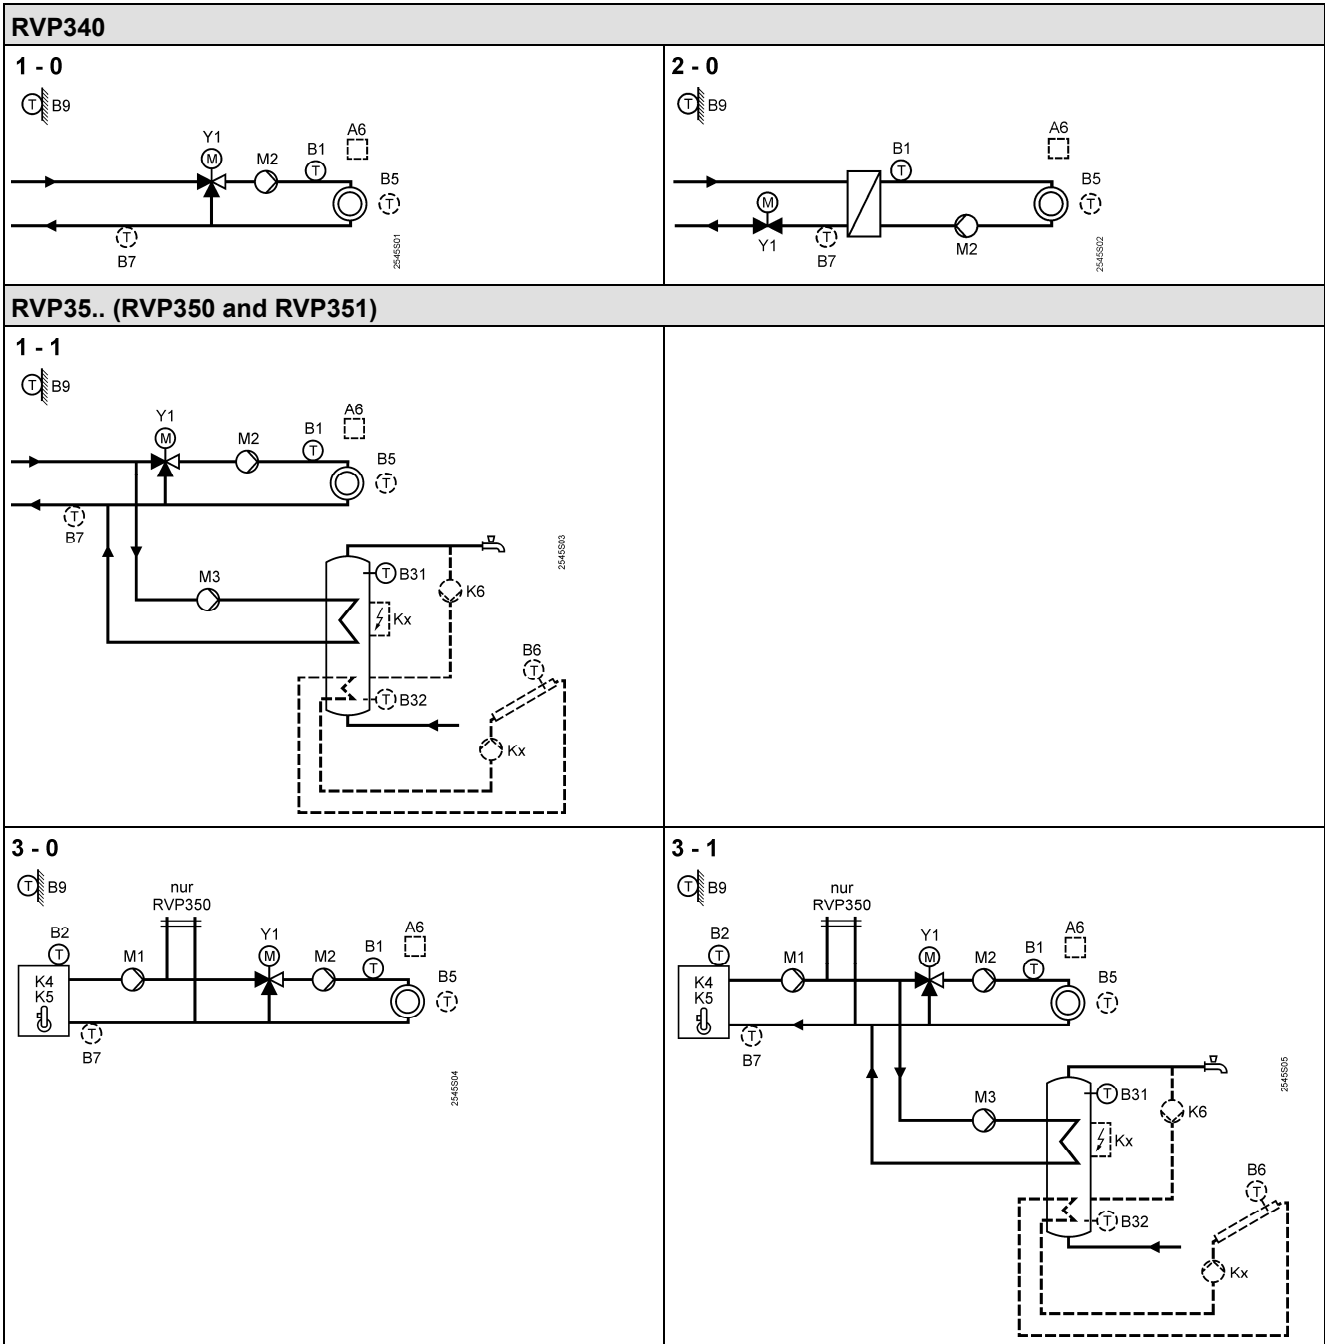 RVP340
1 - 0
2 - 0
T B9
T B9
A6
A6
Y1
M
M2
B1
T
B5
T
T
B7
2545S01
B1
T
B5
T
M
Y1
T
B7
M2
2545S02
RVP35.. (RVP350 and RVP351)
1 - 1
T B9
A6
Y1
M
M2
B1
T
B5
T
T
B7
2545S03
M3
T B31
K6
Kx
B6
T
T B32
Kx
3 - 0
3 - 1
T B9
nur
RVP350
B2
T
M1
Y1
M
M2
B1
T
A6
K4
K5
B5
T
T
B7
2545S04
T B9
nur
RVP350
B2
T
M1
Y1
M
M2
B1
T
A6
K4
K5
B5
T
T
B7
2545S05
M3
T B31
K6
Kx
B6
T
T B32
Kx